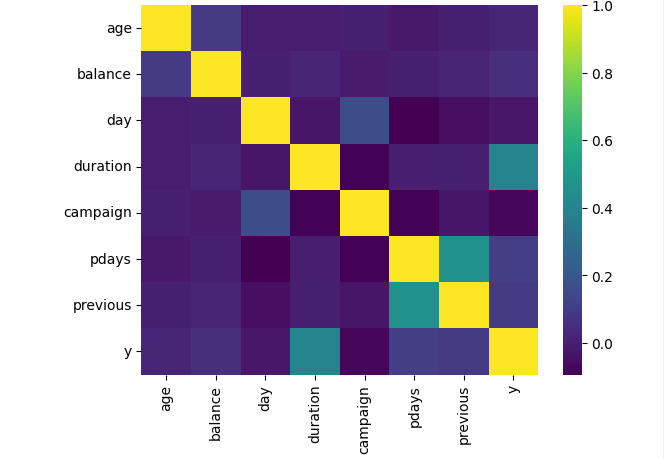 age
balance
day
duration
campaign
pdays
previous
y
age
balance
day
duration
campaign
pdays
previous
y
1.0
0.8
0.6
0.4
0.2
0.0